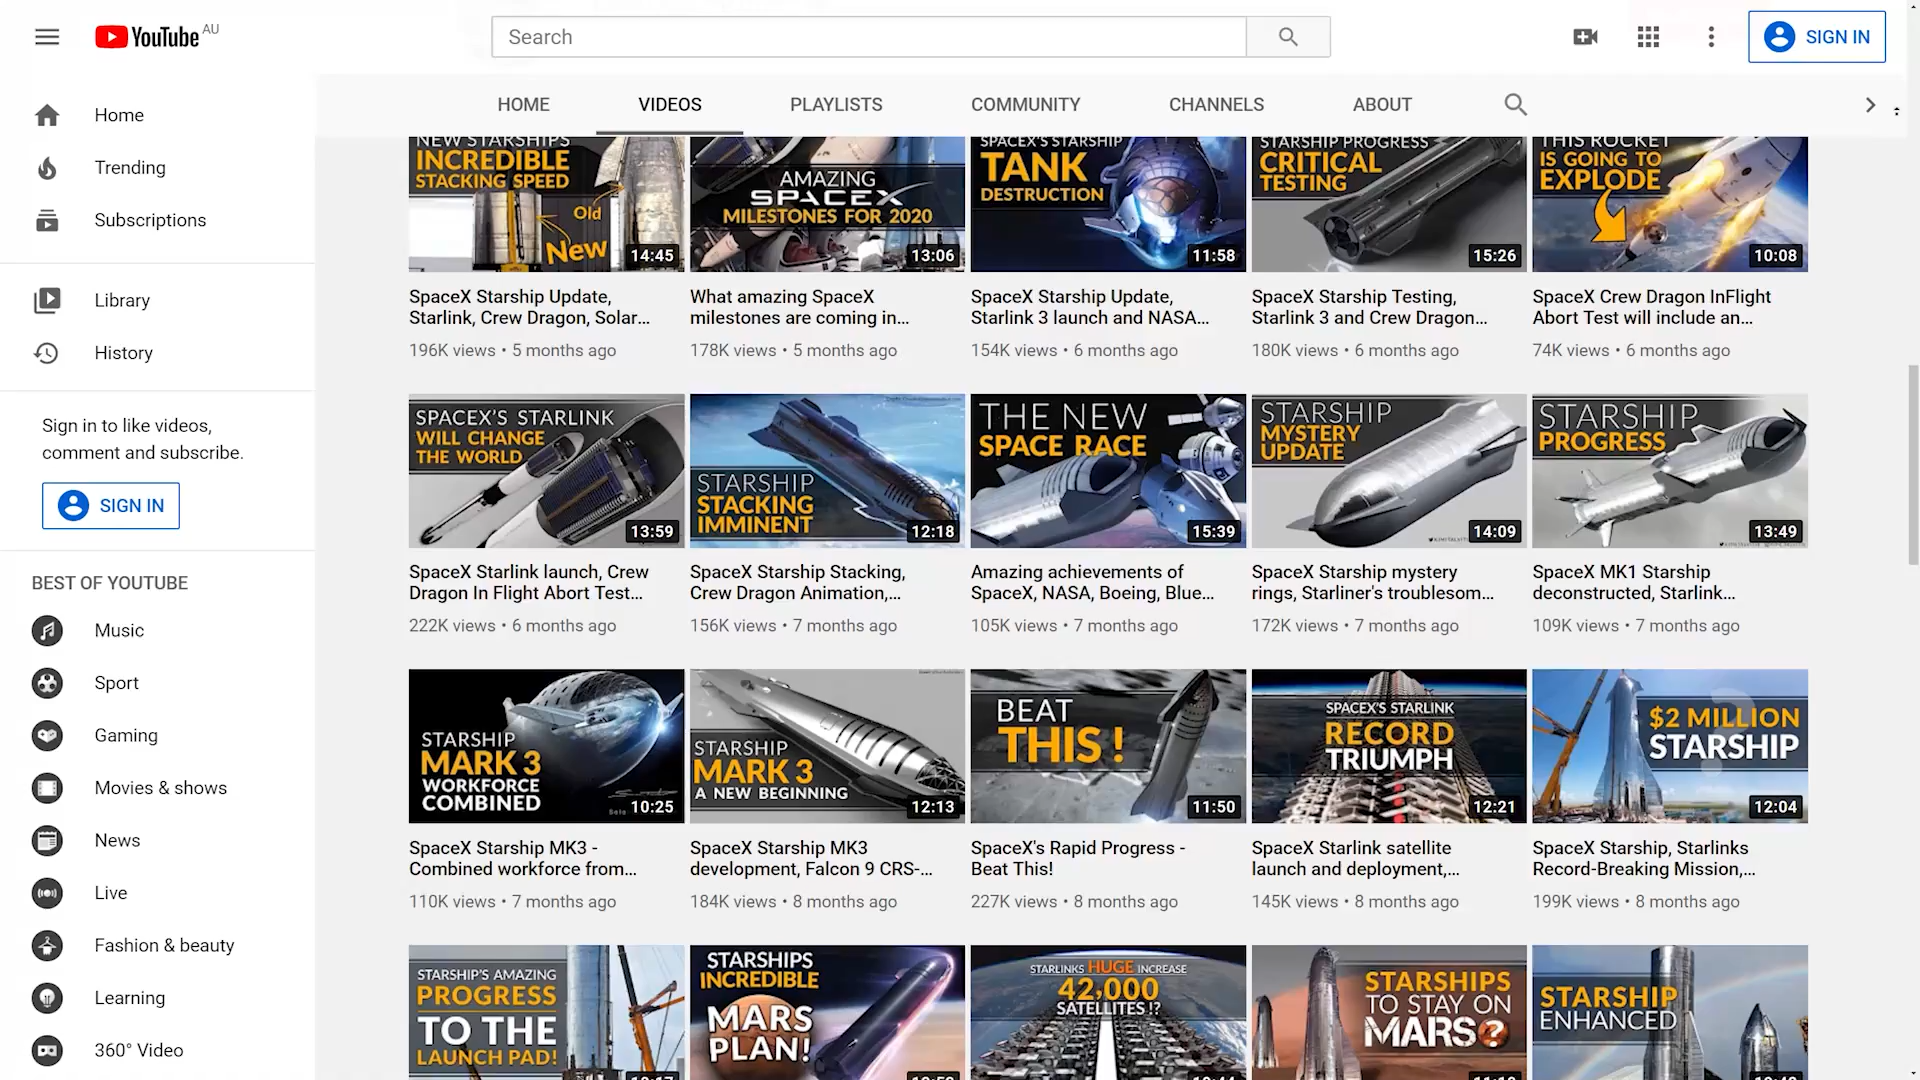 YouTube AU
Search
SIGN IN
HOME
VIDEOS
PLAYLISTS
COMMUNITY
CHANNELS
ABOUT
Home
Trending
Subscriptions
Library
History
Sign in to like videos,
comment and subscribe.
SIGN IN
BEST OF YOUTUBE
Music
Sport
Gaming
Movies & shows
News
Live
Fashion & beauty
Learning
360° Video
NEW STARSHIPS
INCREDIBLE
STACKING SPEED
Old
New
14:45
SpaceX Starship Update,
Starlink, Crew Dragon, Solar...
196K views • 5 months ago
AMAZING
SPACEX
MILESTONES FOR 2020
13:06
What amazing SpaceX
milestones are coming in...
178K views • 5 months ago
SPACEX'S STARSHIP
TANK
DESTRUCTION
11:58
SpaceX Starship Update,
Starlink 3 launch and NASA...
154K views • 6 months ago
STARSHIP PROGRESS
CRITICAL
TESTING
15:26
SpaceX Starship Testing,
Starlink 3 and Crew Dragon...
180K views • 6 months ago
THIS ROCKET
IS GOING TO
EXPLODE
10:08
SpaceX Crew Dragon InFlight
Abort Test will include an...
74K views • 6 months ago
SPACEX'S STARLINK
WILL CHANGE
THE WORLD
13:59
SpaceX Starlink launch, Crew
Dragon In Flight Abort Test...
222K views • 6 months ago
STARSHIP
STACKING
IMMINENT
12:18
SpaceX Starship Stacking,
Crew Dragon Animation,...
156K views • 7 months ago
THE NEW
SPACE RACE
15:39
Amazing achievements of
SpaceX, NASA, Boeing, Blue...
105K views • 7 months ago
STARSHIP
MYSTERY
UPDATE
14:09
SpaceX Starship mystery
rings, Starliner's troublesom...
172K views • 7 months ago
STARSHIP
PROGRESS
13:49
SpaceX MK1 Starship
deconstructed, Starlink...
109K views • 7 months ago
STARSHIP
MARK 3
WORKFORCE
COMBINED
10:25
SpaceX Starship MK3 -
Combined workforce from...
110K views • 7 months ago
STARSHIP
MARK 3
A NEW BEGINNING
12:13
SpaceX Starship MK3
development, Falcon 9 CRS-...
184K views • 8 months ago
BEAT
THIS !
11:50
SpaceX's Rapid Progress -
Beat This!
227K views • 8 months ago
SPACEX'S STARLINK
RECORD
TRIUMPH
12:21
SpaceX Starlink satellite
launch and deployment,...
145K views • 8 months ago
$2 MILLION
STARSHIP
12:04
SpaceX Starship, Starlinks
Record-Breaking Mission,...
199K views • 8 months ago
STARSHIP'S AMAZING
PROGRESS
TO THE
LAUNCH PAD!
STARSHIPS
INCREDIBLE
MARS
PLAN!
STARLINKS HUGE INCREASE
42,000
SATELLITES !?
STARSHIPS
TO STAY ON
MARS?
STARSHIP
ENHANCED